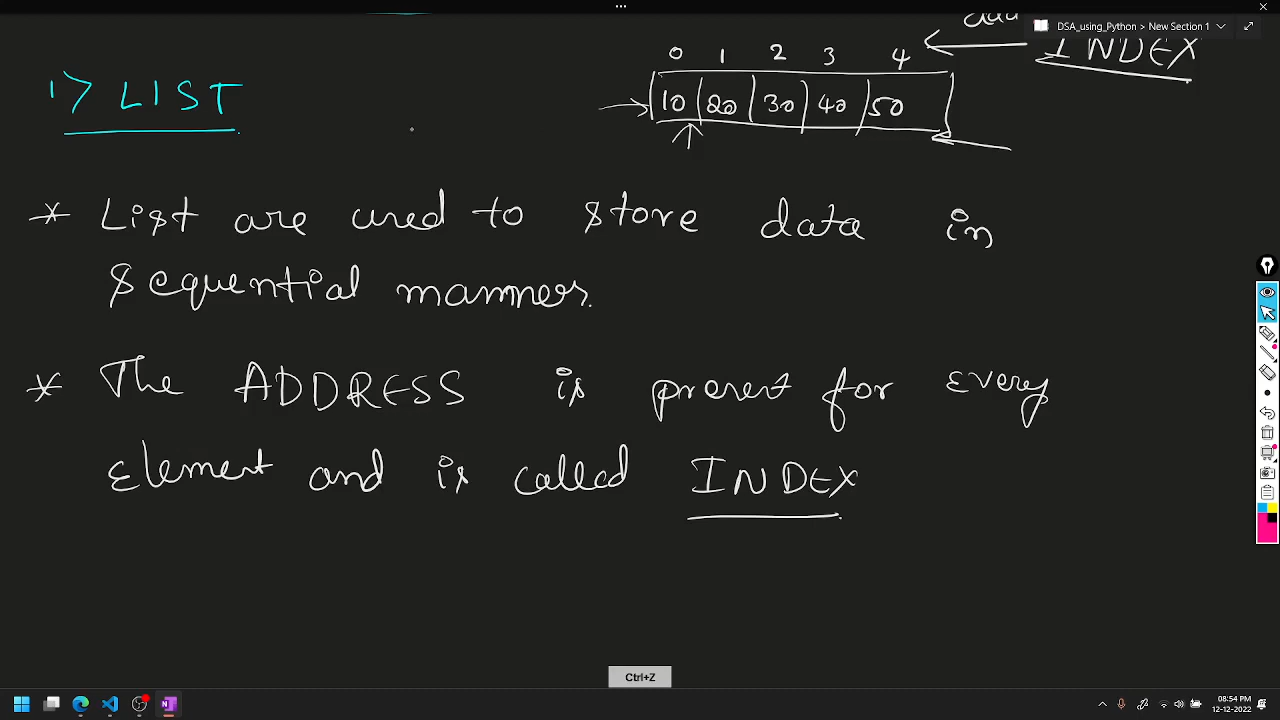 DSA_using_Python > New Section 1
INDEX
0 1 2 3 4
1> LIST
10 20 30 40 50
* List are used to store data in
sequential manner.
* The ADDRESS is present for every
element and is called INDEX
Ctrl+Z
08:54 PM
12-12-2022